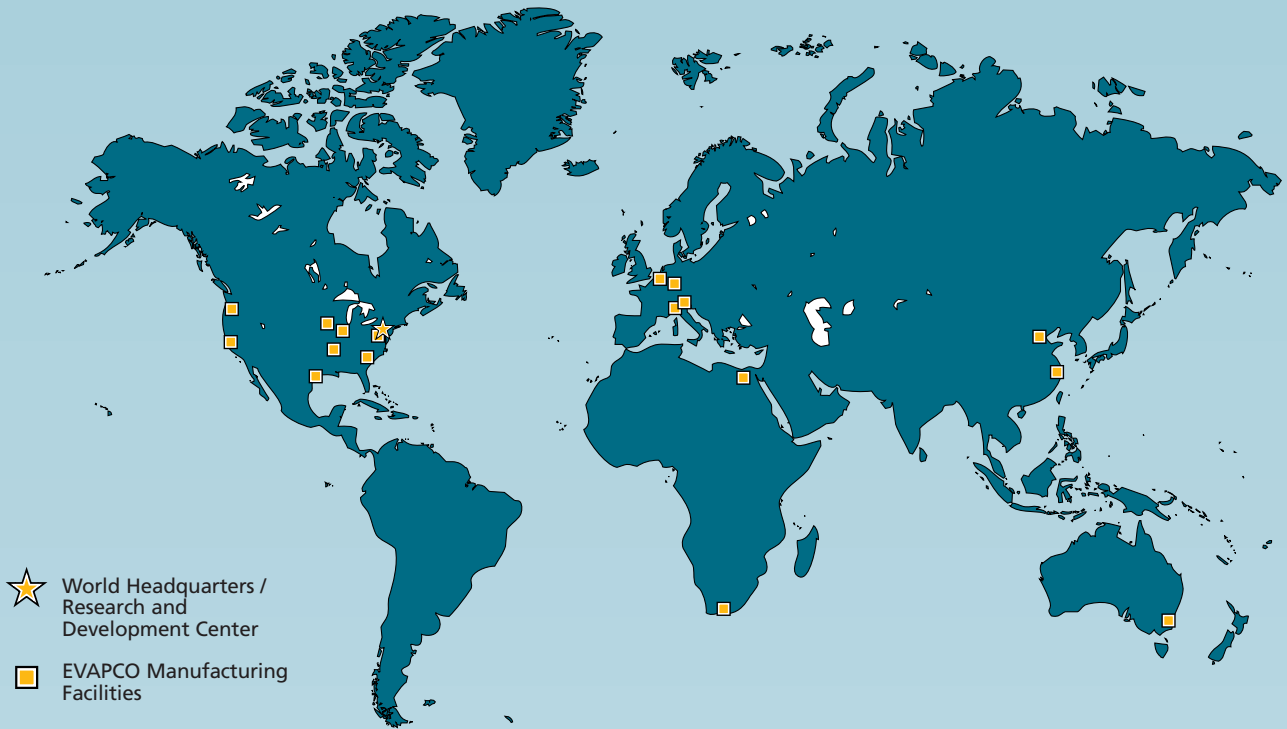 World Headquarters /
Research and
Development Center
EVAPCO Manufacturing
Facilities